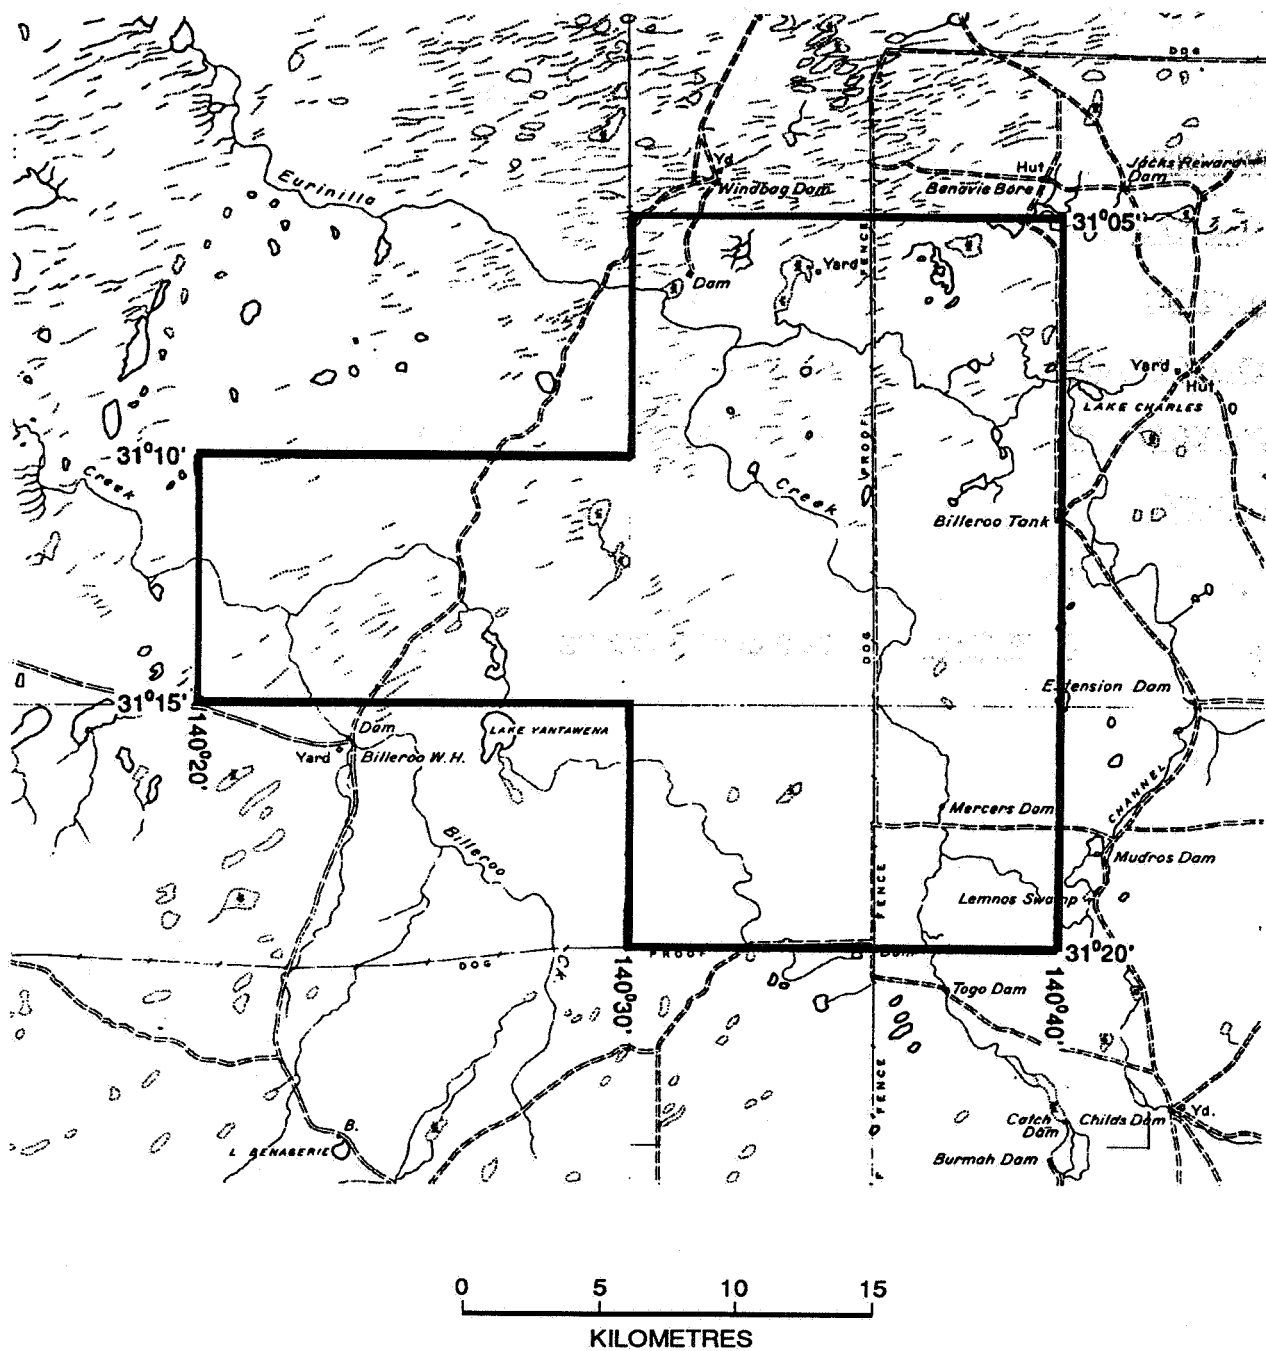 DOG
Yd
Windbag Dam
Hut
Benavie Bore
Jacks Reward
Dam
Eurinilla
31°05'
FENCE
Yard
Dam
Yard
Hut
LAKE CHARLES
31°10'
Creek
PROOF
Creek
Billeroo Tank
DOG
Extension Dam
31°15'
140°20'
Dam
LAKE YANTAWENA
Yard
Billeroo W.H.
Mercers Dam
CHANNEL
Billeroo
Mudros Dam
FENCE
Lemnos Swamp
31°20'
PROOF
Dam
DOG
CK.
140°30'
Togo Dam
140°40'
FENCE
B.
L. BENAGERIE
Catch
Dam
Childs Dam
Yd.
Burmah Dam
F
0 5 10 15
KILOMETRES